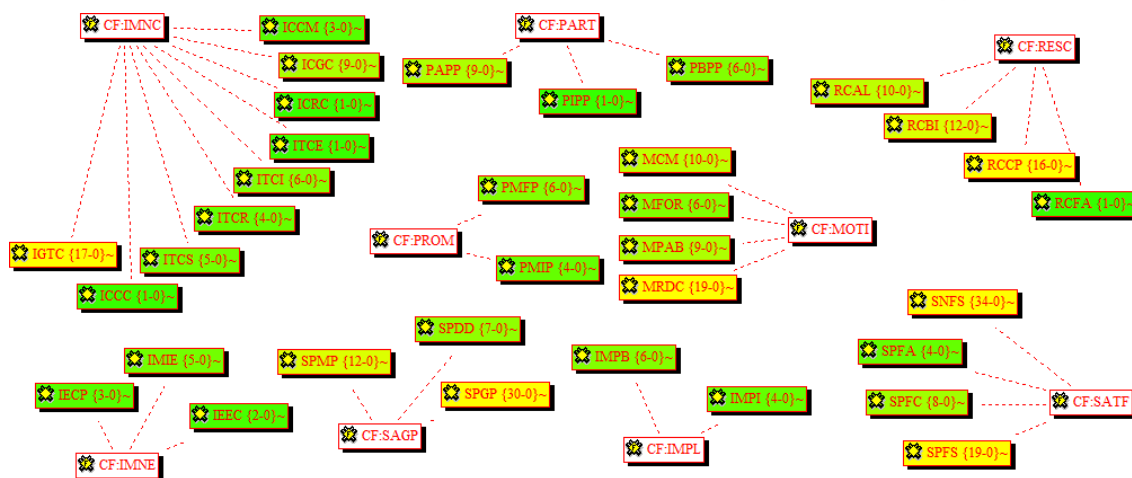 CF:IMNC
ICCM {3-0}~
ICGC {9-0}~
ICRC {1-0}~
ITCE {1-0}~
ITCI {6-0}~
ITCR {4-0}~
ITCS {5-0}~
IGTC {17-0}~
ICCC {1-0}~
CF:PART
PAPP {9-0}~
PIPP {1-0}~
PBPP {6-0}~
CF:RESC
RCAL {10-0}~
RCBI {12-0}~
RCCP {16-0}~
RCFA {1-0}~
PMFP {6-0}~
CF:PROM
PMIP {4-0}~
MCM {10-0}~
MFOR {6-0}~
CF:MOTI
MPAB {9-0}~
MRDC {19-0}~
IMIE {5-0}~
IECP {3-0}~
IEEC {2-0}~
CF:IMNE
SPDD {7-0}~
SPMP {12-0}~
SPGP {30-0}~
CF:SAGP
IMPB {6-0}~
IMPI {4-0}~
CF:IMPL
SNFS {34-0}~
SPFA {4-0}~
SPFC {8-0}~
CF:SATF
SPFS {19-0}~